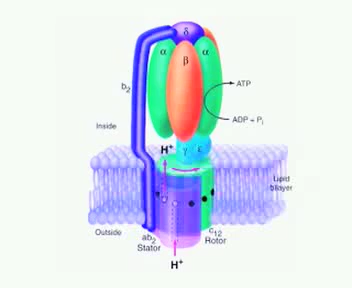 δ
α
α
β
b₂
ATP
ADP + Pᵢ
Inside
H⁺
γ
ε
Lipid
bilayer
Outside
ab₂
Stator
c₁₂
Rotor
H⁺